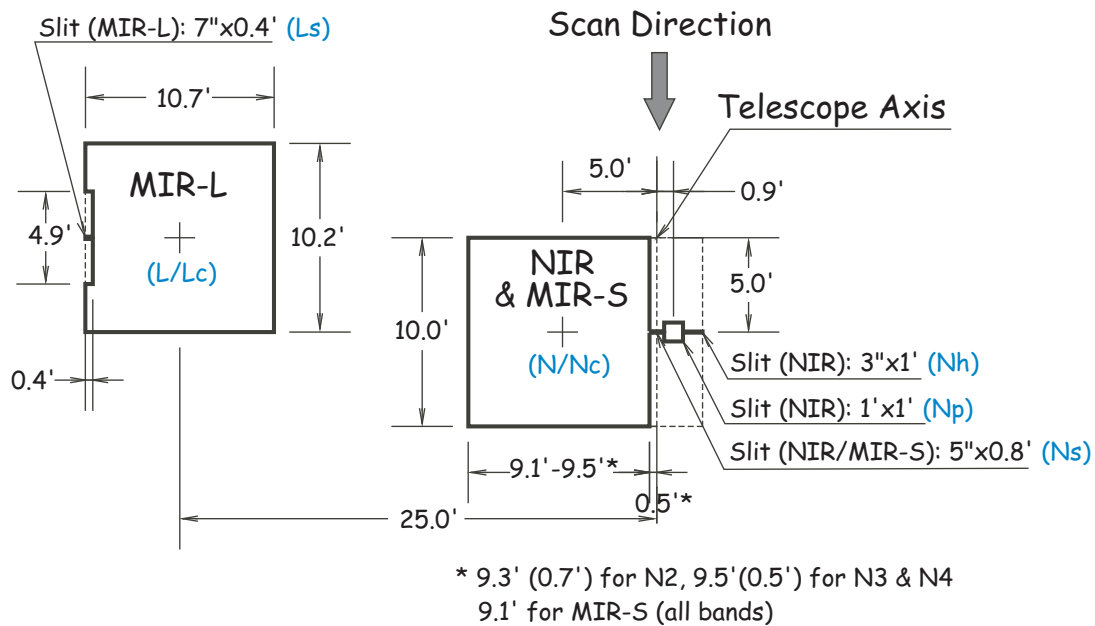 Slit (MIR-L): 7"x0.4' (Ls)
Scan Direction
10.7'
Telescope Axis
MIR-L
5.0'
0.9'
4.9'
10.2'
(L/Lc)
NIR
& MIR-S
5.0'
10.0'
(N/Nc)
0.4'
Slit (NIR): 3"x1' (Nh)
Slit (NIR): 1'x1' (Np)
Slit (NIR/MIR-S): 5"x0.8' (Ns)
9.1'-9.5'*
0.5'*
25.0'
* 9.3' (0.7') for N2, 9.5'(0.5') for N3 & N4
9.1' for MIR-S (all bands)